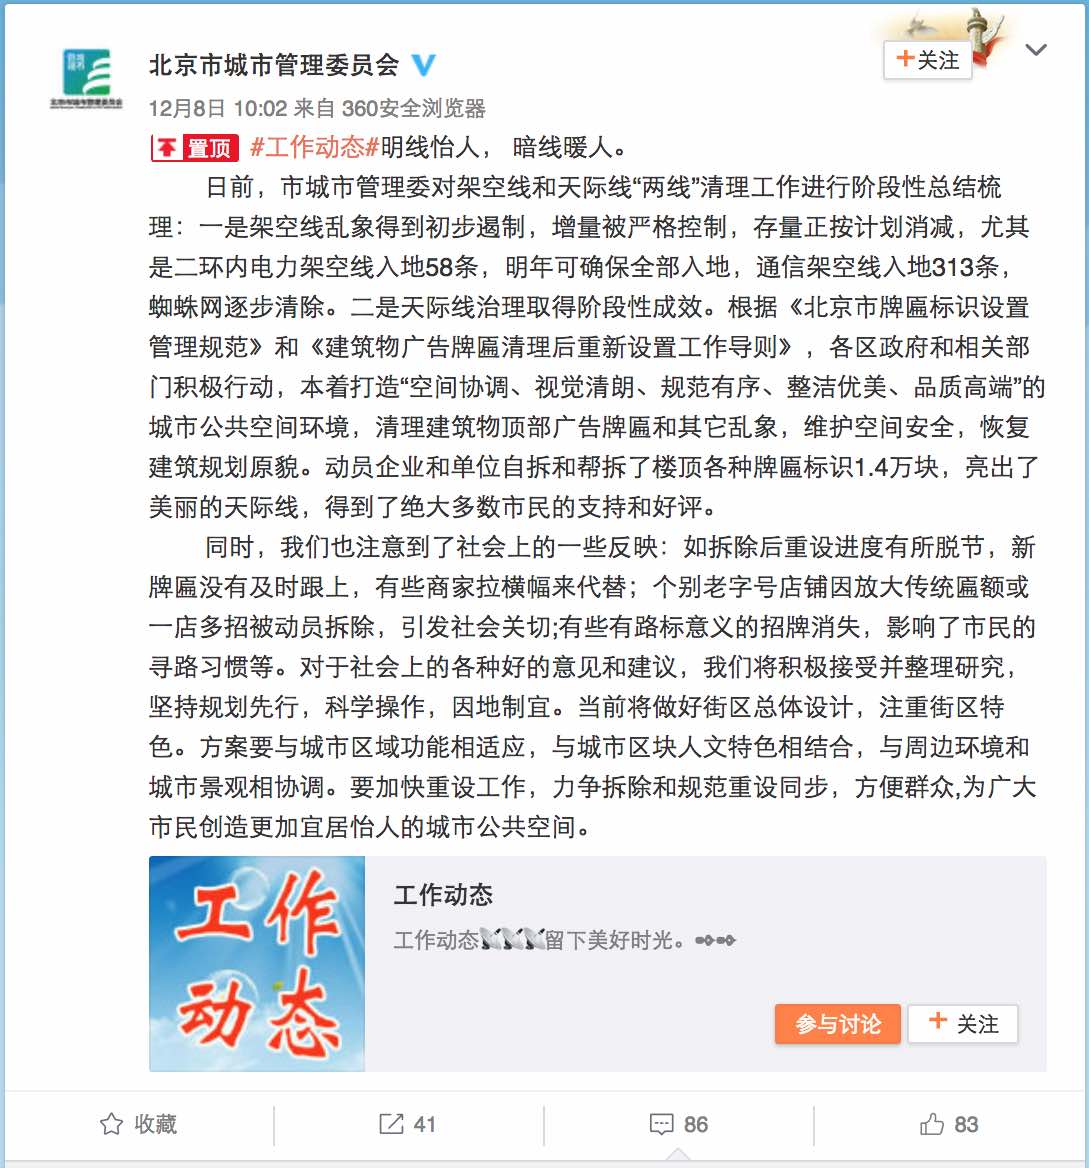 北京市城市管理委员会
+关注
12月8日 10:02 来自 360安全浏览器
置顶 #工作动态#明线怡人， 暗线暖人。
日前，市城市管理委对架空线和天际线“两线”清理工作进行阶段性总结梳
理：一是架空线乱象得到初步遏制，增量被严格控制，存量正按计划消减，尤其
是二环内电力架空线入地58条，明年可确保全部入地，通信架空线入地313条，
蜘蛛网逐步清除。二是天际线治理取得阶段性成效。根据《北京市牌匾标识设置
管理规范》和《建筑物广告牌匾清理后重新设置工作导则》，各区政府和相关部
门积极行动，本着打造“空间协调、视觉清朗、规范有序、整洁优美、品质高端”的
城市公共空间环境，清理建筑物顶部广告牌匾和其它乱象，维护空间安全，恢复
建筑规划原貌。动员企业和单位自拆和帮拆了楼顶各种牌匾标识1.4万块，亮出了
美丽的天际线，得到了绝大多数市民的支持和好评。
同时，我们也注意到了社会上的一些反映：如拆除后重设进度有所脱节，新
牌匾没有及时跟上，有些商家拉横幅来代替；个别老字号店铺因放大传统匾额或
一店多招被动员拆除，引发社会关切;有些有路标意义的招牌消失，影响了市民的
寻路习惯等。对于社会上的各种好的意见和建议，我们将积极接受并整理研究，
坚持规划先行，科学操作，因地制宜。当前将做好街区总体设计，注重街区特
色。方案要与城市区域功能相适应，与城市区块人文特色相结合，与周边环境和
城市景观相协调。要加快重设工作，力争拆除和规范重设同步，方便群众,为广大
市民创造更加宜居怡人的城市公共空间。
工作
动态
工作动态
工作动态📡📡📡留下美好时光。
参与讨论
+ 关注
收藏
41
86
83